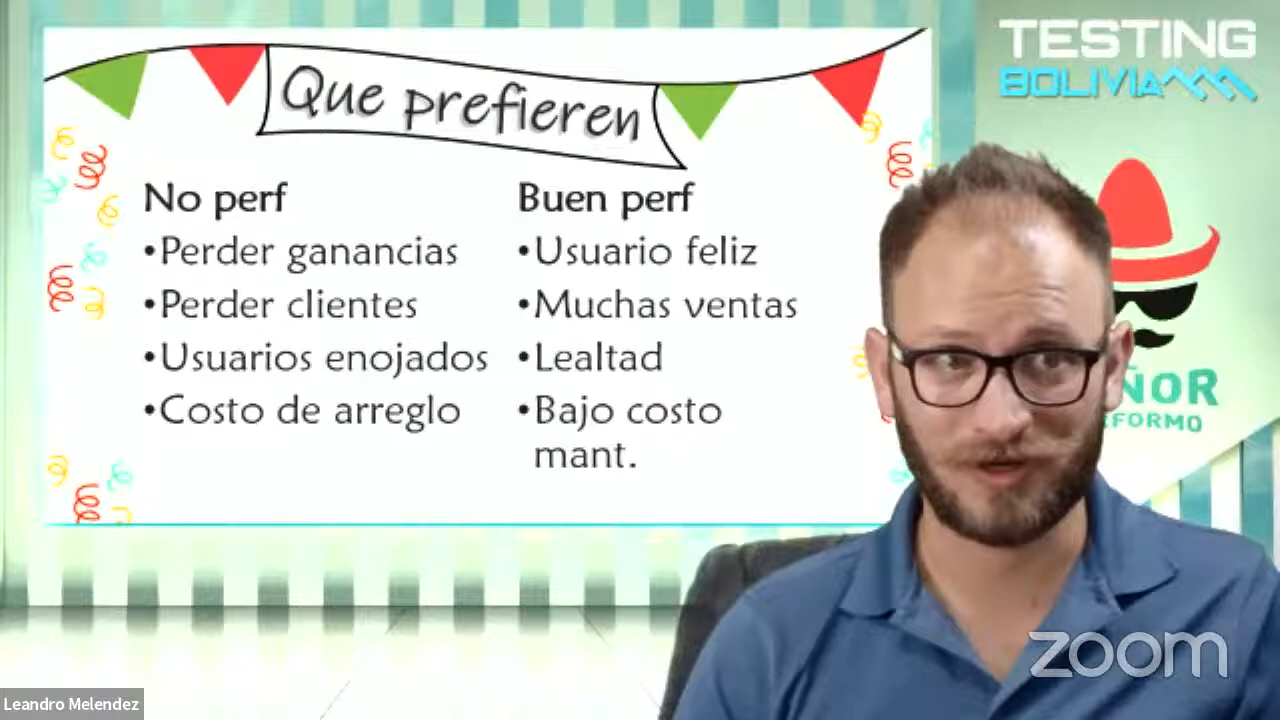 Que prefieren
No perf
•Perder ganancias
•Perder clientes
•Usuarios enojados
•Costo de arreglo
Buen perf
•Usuario feliz
•Muchas ventas
•Lealtad
•Bajo costo
mant.
TESTING
BOLIVIA
zoom
Leandro Melendez